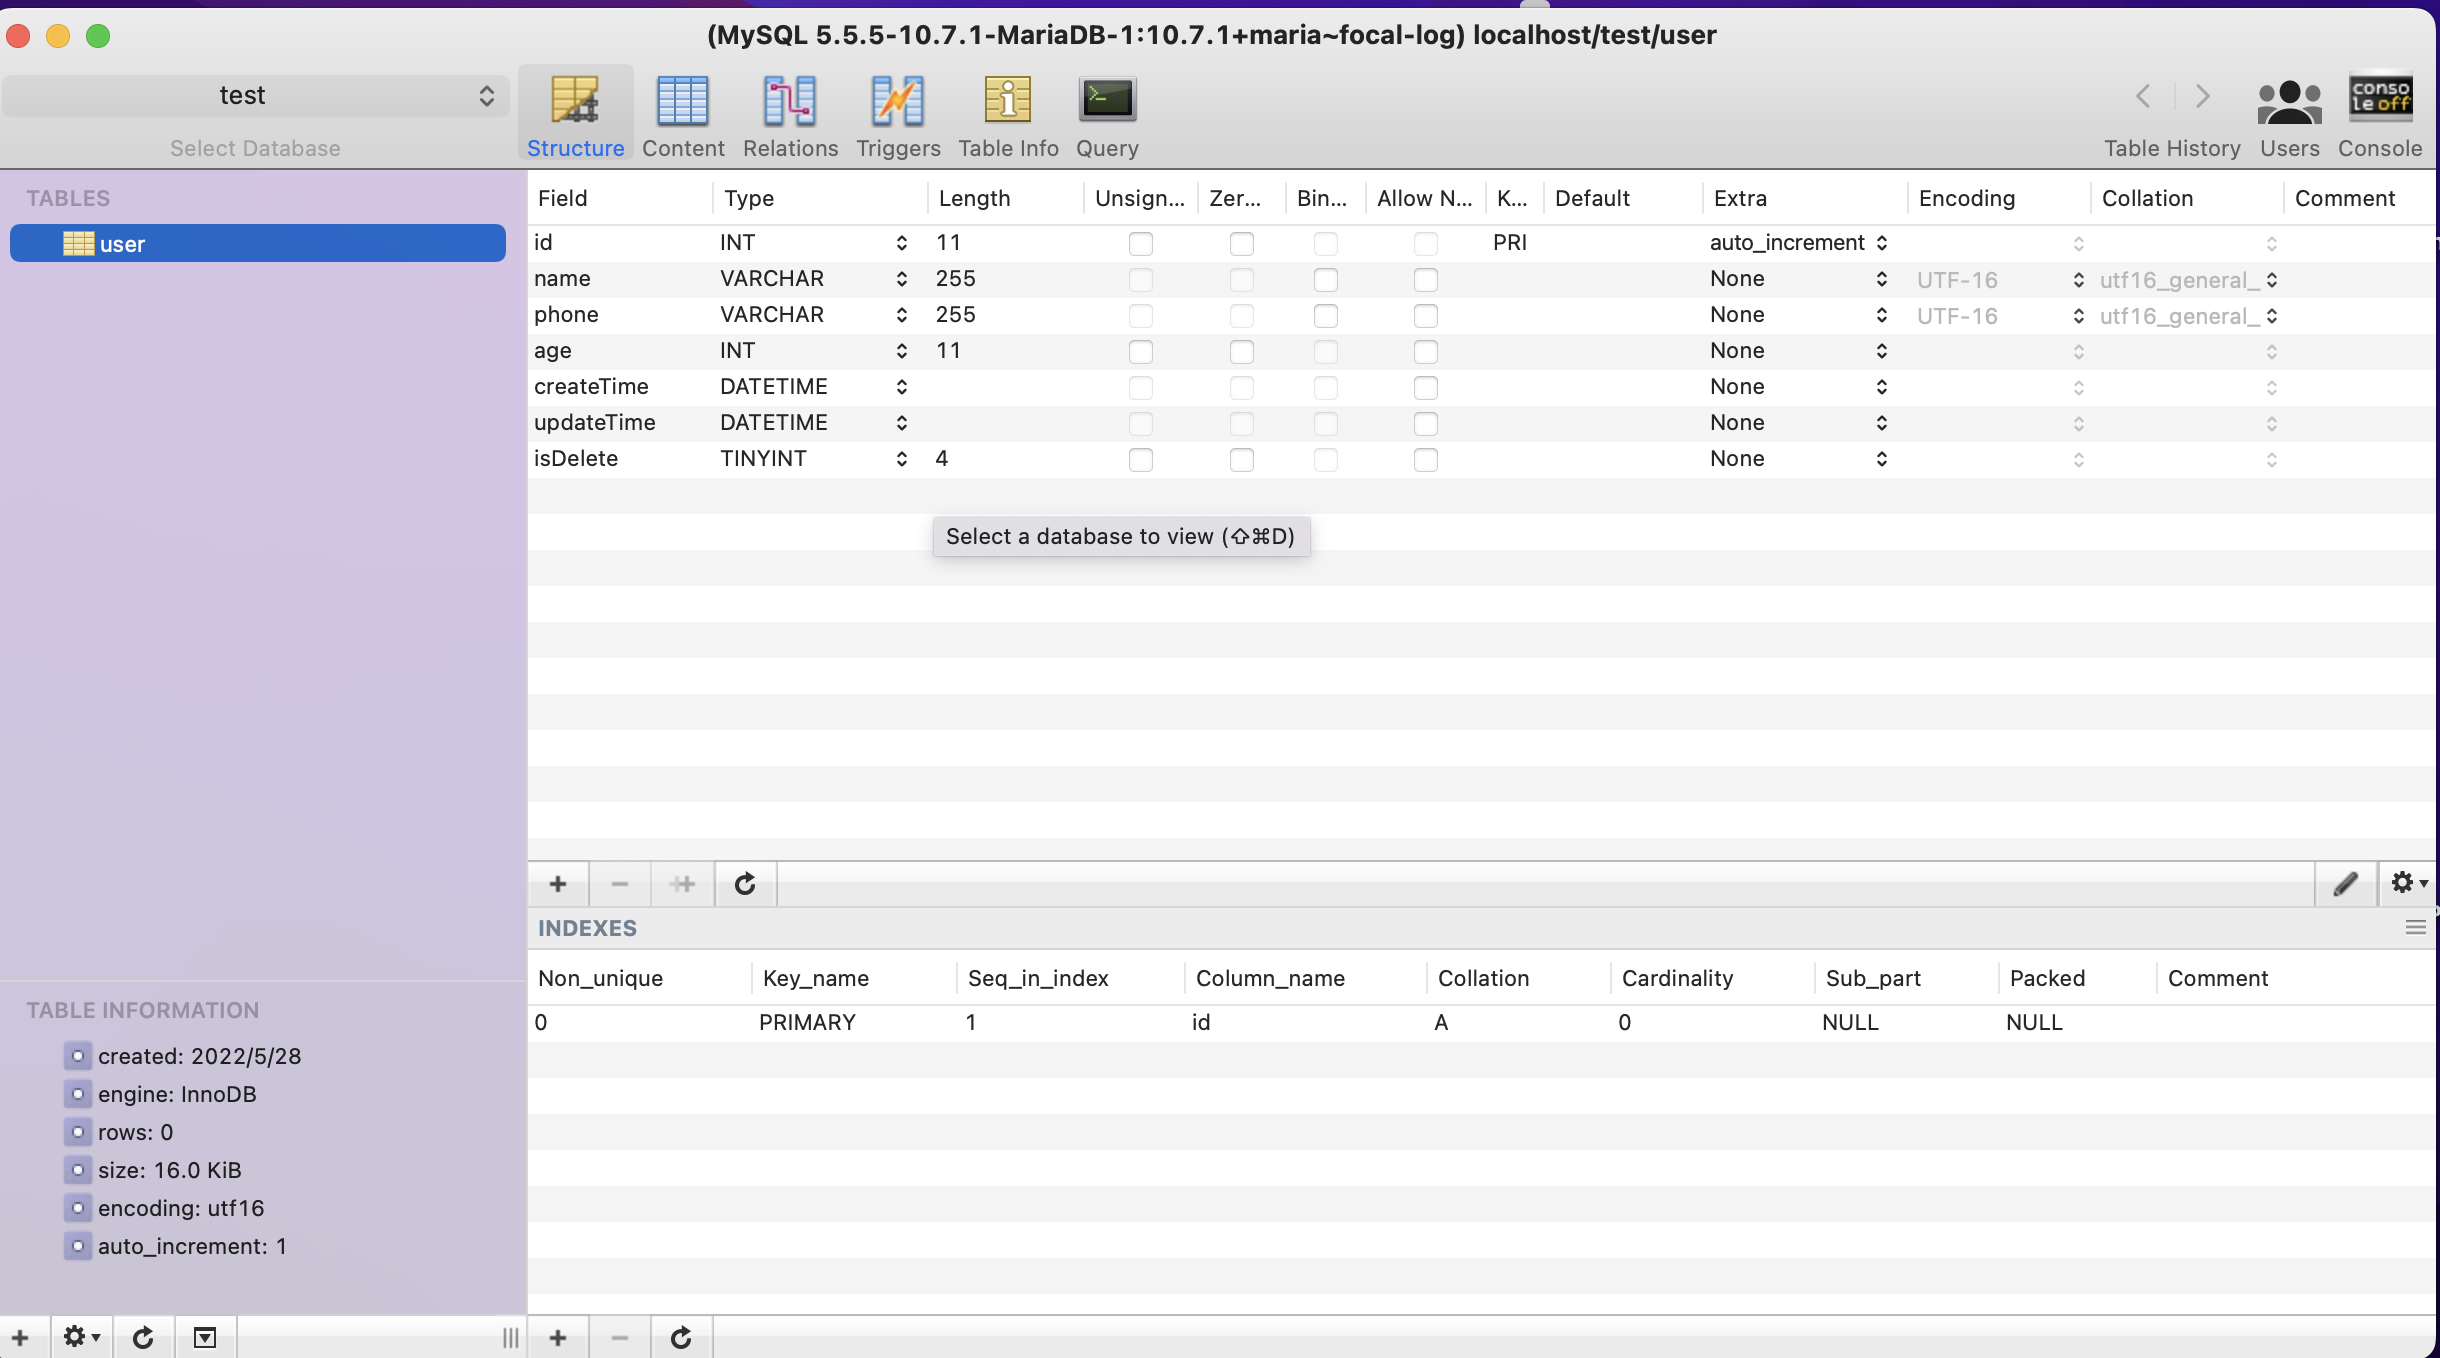 (MySQL 5.5.5-10.7.1-MariaDB-1:10.7.1+maria~focal-log) localhost/test/user
test
Select Database
Structure Content Relations Triggers Table Info Query
conso
le off
Table History Users Console
TABLES
user
Field Type Length Unsign... Zer... Bin... Allow N... K... Default Extra Encoding Collation Comment
id INT 11 PRI auto_increment
name VARCHAR 255 None UTF-16 utf16_general_
phone VARCHAR 255 None UTF-16 utf16_general_
age INT 11 None
createTime DATETIME None
updateTime DATETIME None
isDelete TINYINT 4 None
Select a database to view (⇧⌘D)
INDEXES
Non_unique Key_name Seq_in_index Column_name Collation Cardinality Sub_part Packed Comment
0 PRIMARY 1 id A 0 NULL NULL
TABLE INFORMATION
created: 2022/5/28
engine: InnoDB
rows: 0
size: 16.0 KiB
encoding: utf16
auto_increment: 1